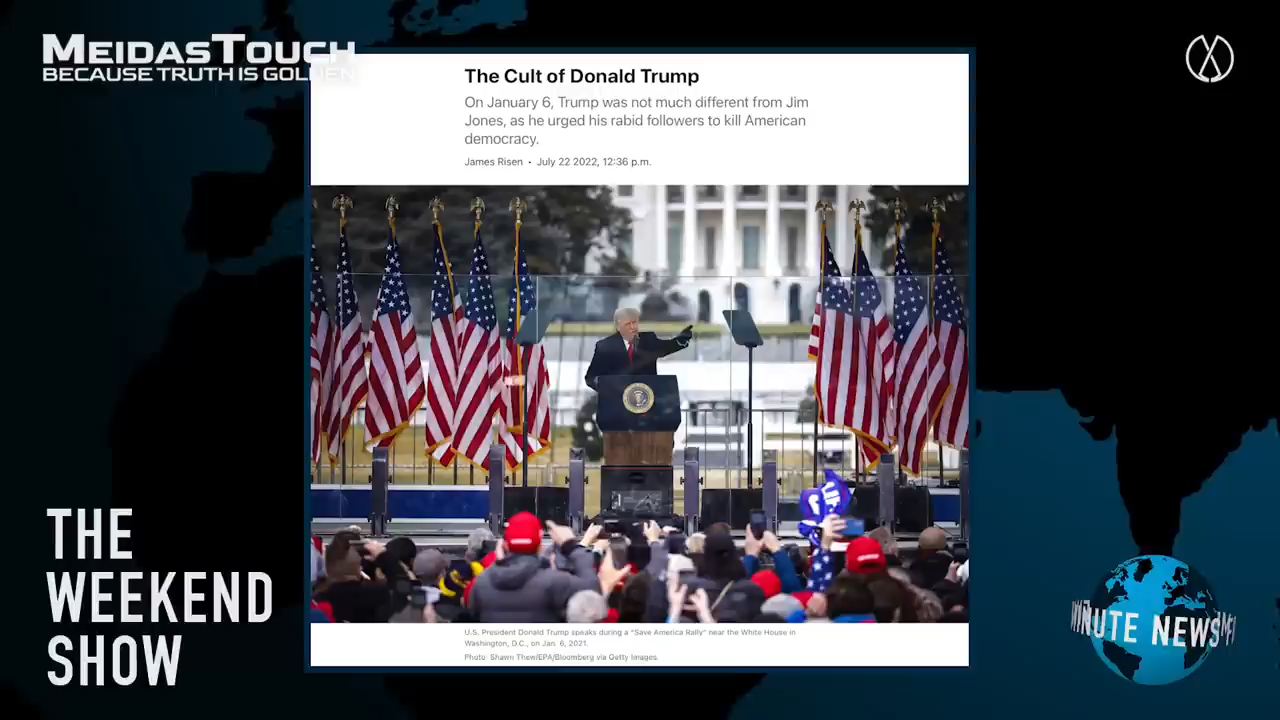 MEIDASTOUCH
BECAUSE TRUTH IS GOLDEN
The Cult of Donald Trump
On January 6, Trump was not much different from Jim
Jones, as he urged his rabid followers to kill American
democracy.
James Risen • July 22 2022, 12:36 p.m.
U.S. President Donald Trump speaks during a "Save America Rally" near the White House in
Washington, D.C., on Jan. 6, 2021.
Photo: Shawn Thew/EPA/Bloomberg via Getty Images
THE
WEEKEND
SHOW
MINUTE NEWS